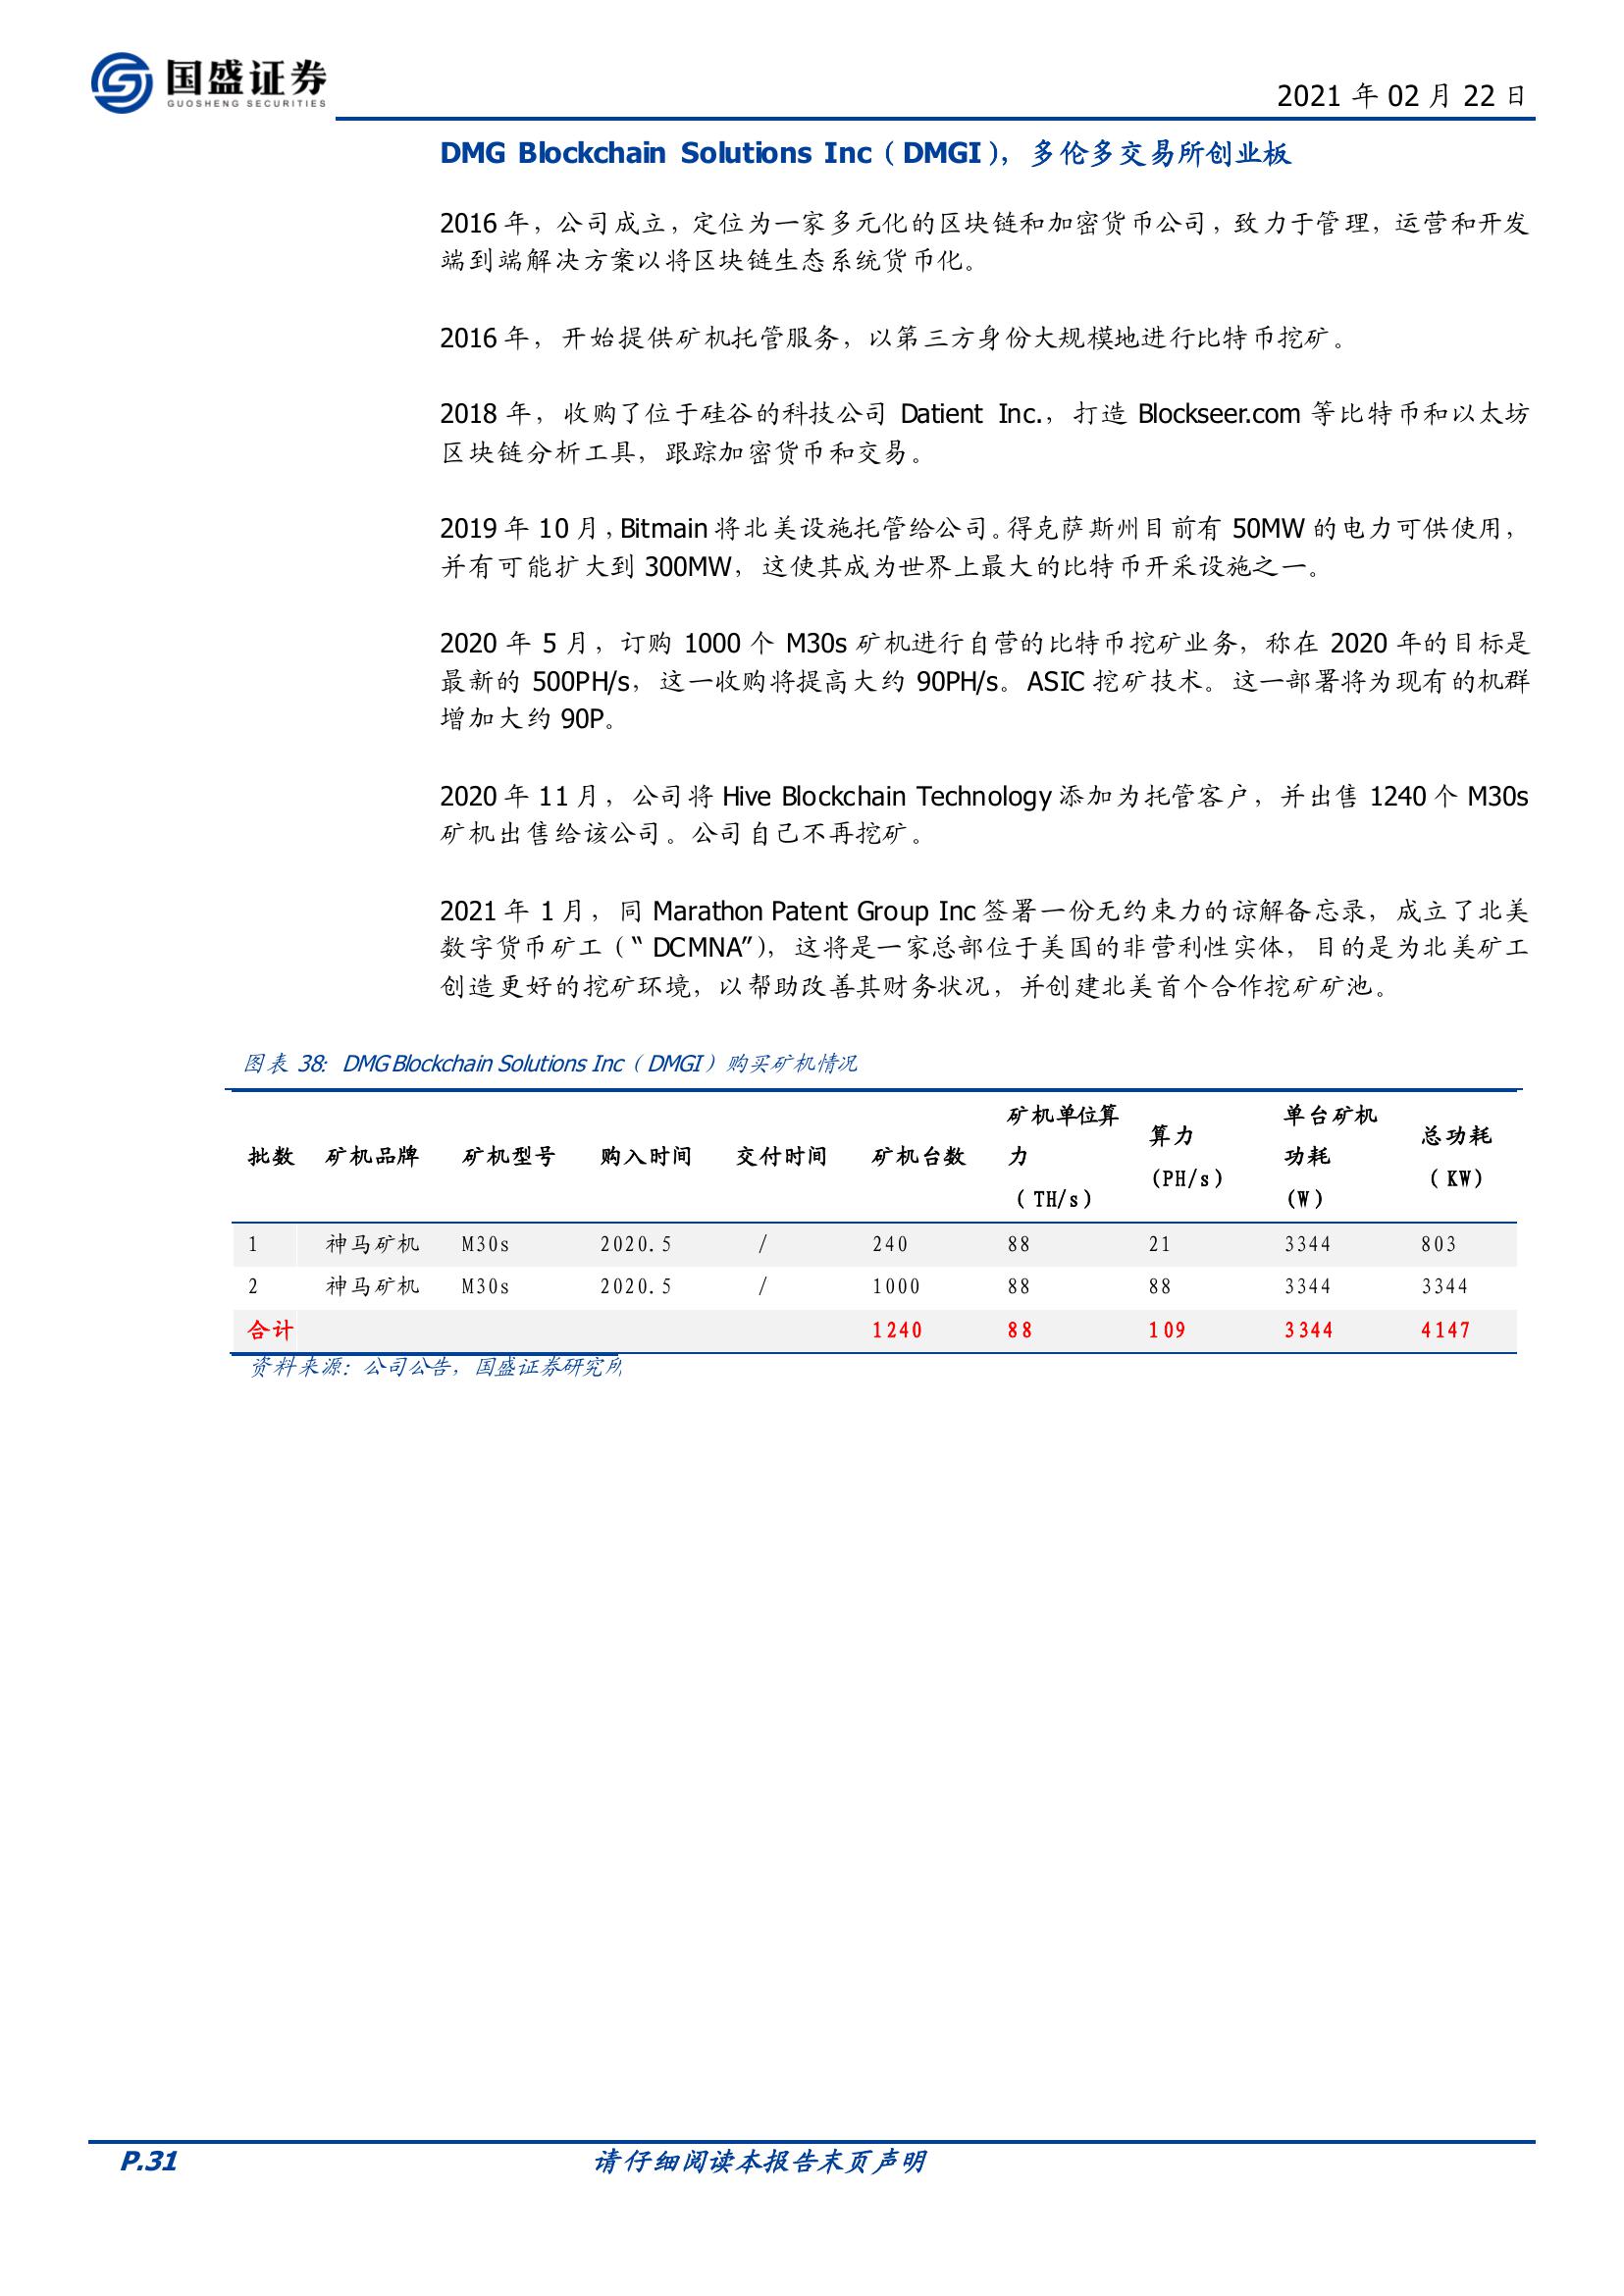 国盛证券
GUOSHENG SECURITIES
2021 年 02 月 22 日
DMG Blockchain Solutions Inc（DMGI），多伦多交易所创业板
2016 年，公司成立，定位为一家多元化的区块链和加密货币公司，致力于管理，运营和开发
端到端解决方案以将区块链生态系统货币化。
2016 年，开始提供矿机托管服务，以第三方身份大规模地进行比特币挖矿。
2018 年，收购了位于硅谷的科技公司 Datient Inc.，打造 Blockseer.com 等比特币和以太坊
区块链分析工具，跟踪加密货币和交易。
2019 年 10 月，Bitmain 将北美设施托管给公司。得克萨斯州目前有 50MW 的电力可供使用，
并有可能扩大到 300MW，这使其成为世界上最大的比特币开采设施之一。
2020 年 5 月，订购 1000 个 M30s 矿机进行自营的比特币挖矿业务，称在 2020 年的目标是
最新的 500PH/s，这一收购将提高大约 90PH/s。ASIC 挖矿技术。这一部署将为现有的机群
增加大约 90P。
2020 年 11 月，公司将 Hive Blockchain Technology 添加为托管客户，并出售 1240 个 M30s
矿机出售给该公司。公司自己不再挖矿。
2021 年 1 月，同 Marathon Patent Group Inc 签署一份无约束力的谅解备忘录，成立了北美
数字货币矿工（“ DCMNA”），这将是一家总部位于美国的非营利性实体，目的是为北美矿工
创造更好的挖矿环境，以帮助改善其财务状况，并创建北美首个合作挖矿矿池。
图表 38: DMG Blockchain Solutions Inc（DMGI）购买矿机情况
批数 矿机品牌 矿机型号 购入时间 交付时间 矿机台数 矿机单位算力（TH/s） 算力（PH/s） 单台矿机功耗（W） 总功耗（KW）
1 神马矿机 M30s 2020.5 / 240 88 21 3344 803
2 神马矿机 M30s 2020.5 / 1000 88 88 3344 3344
合计 1240 88 109 3344 4147
资料来源：公司公告，国盛证券研究所
P.31 请仔细阅读本报告末页声明